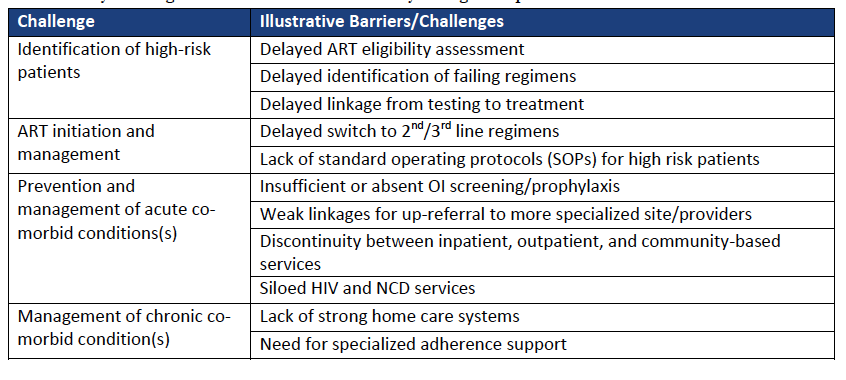 Challenge
Illustrative Barriers/Challenges
Identification of high-risk
patients
Delayed ART eligibility assessment
Delayed identification of failing regimens
Delayed linkage from testing to treatment
ART initiation and
management
Delayed switch to 2nd/3rd line regimens
Lack of standard operating protocols (SOPs) for high risk patients
Prevention and
management of acute co-
morbid conditions(s)
Insufficient or absent OI screening/prophylaxis
Weak linkages for up-referral to more specialized site/providers
Discontinuity between inpatient, outpatient, and community-based
services
Siloed HIV and NCD services
Management of chronic co-
morbid condition(s)
Lack of strong home care systems
Need for specialized adherence support